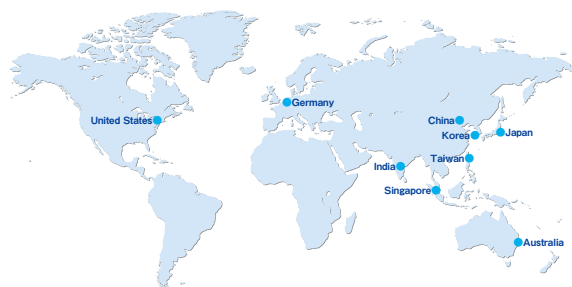 Germany
United States
China
Korea
Japan
Taiwan
India
Singapore
Australia